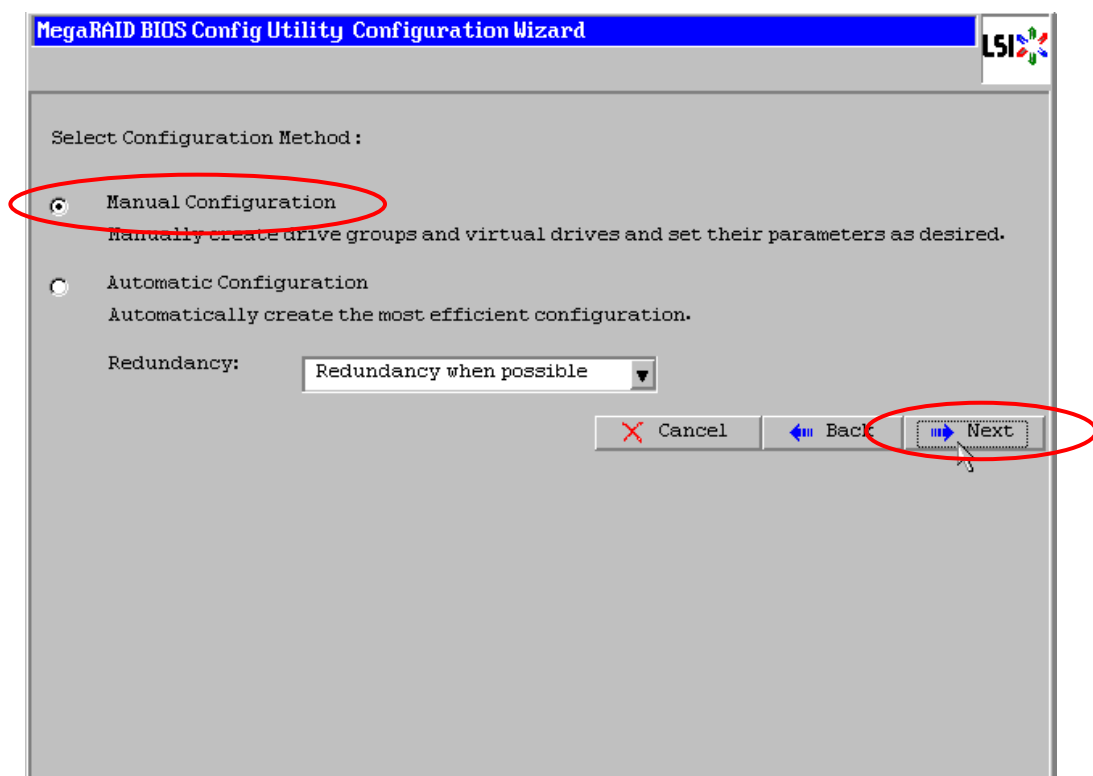 MegaRAID BIOS Config Utility Configuration Wizard
LSI
Select Configuration Method:
Manual Configuration
Manually create drive groups and virtual drives and set their parameters as desired.
Automatic Configuration
Automatically create the most efficient configuration.
Redundancy: Redundancy when possible
Cancel Back Next